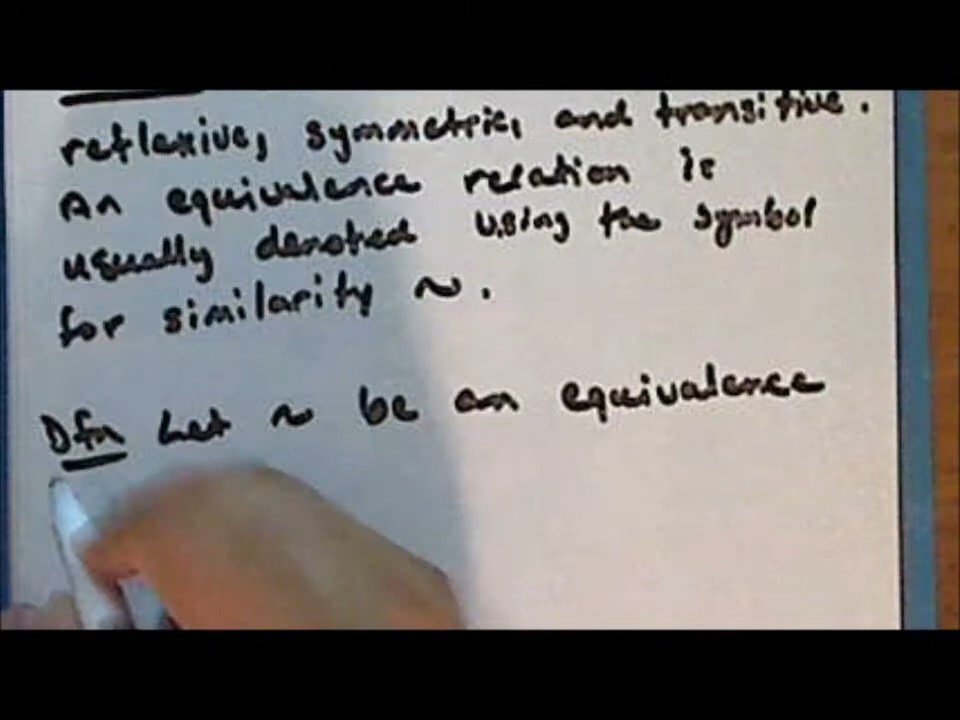 reflexive, symmetric, and transitive.
An equivalence relation is
usually denoted using the symbol
for similarity ~.
Dfn Let ~ be an equivalence